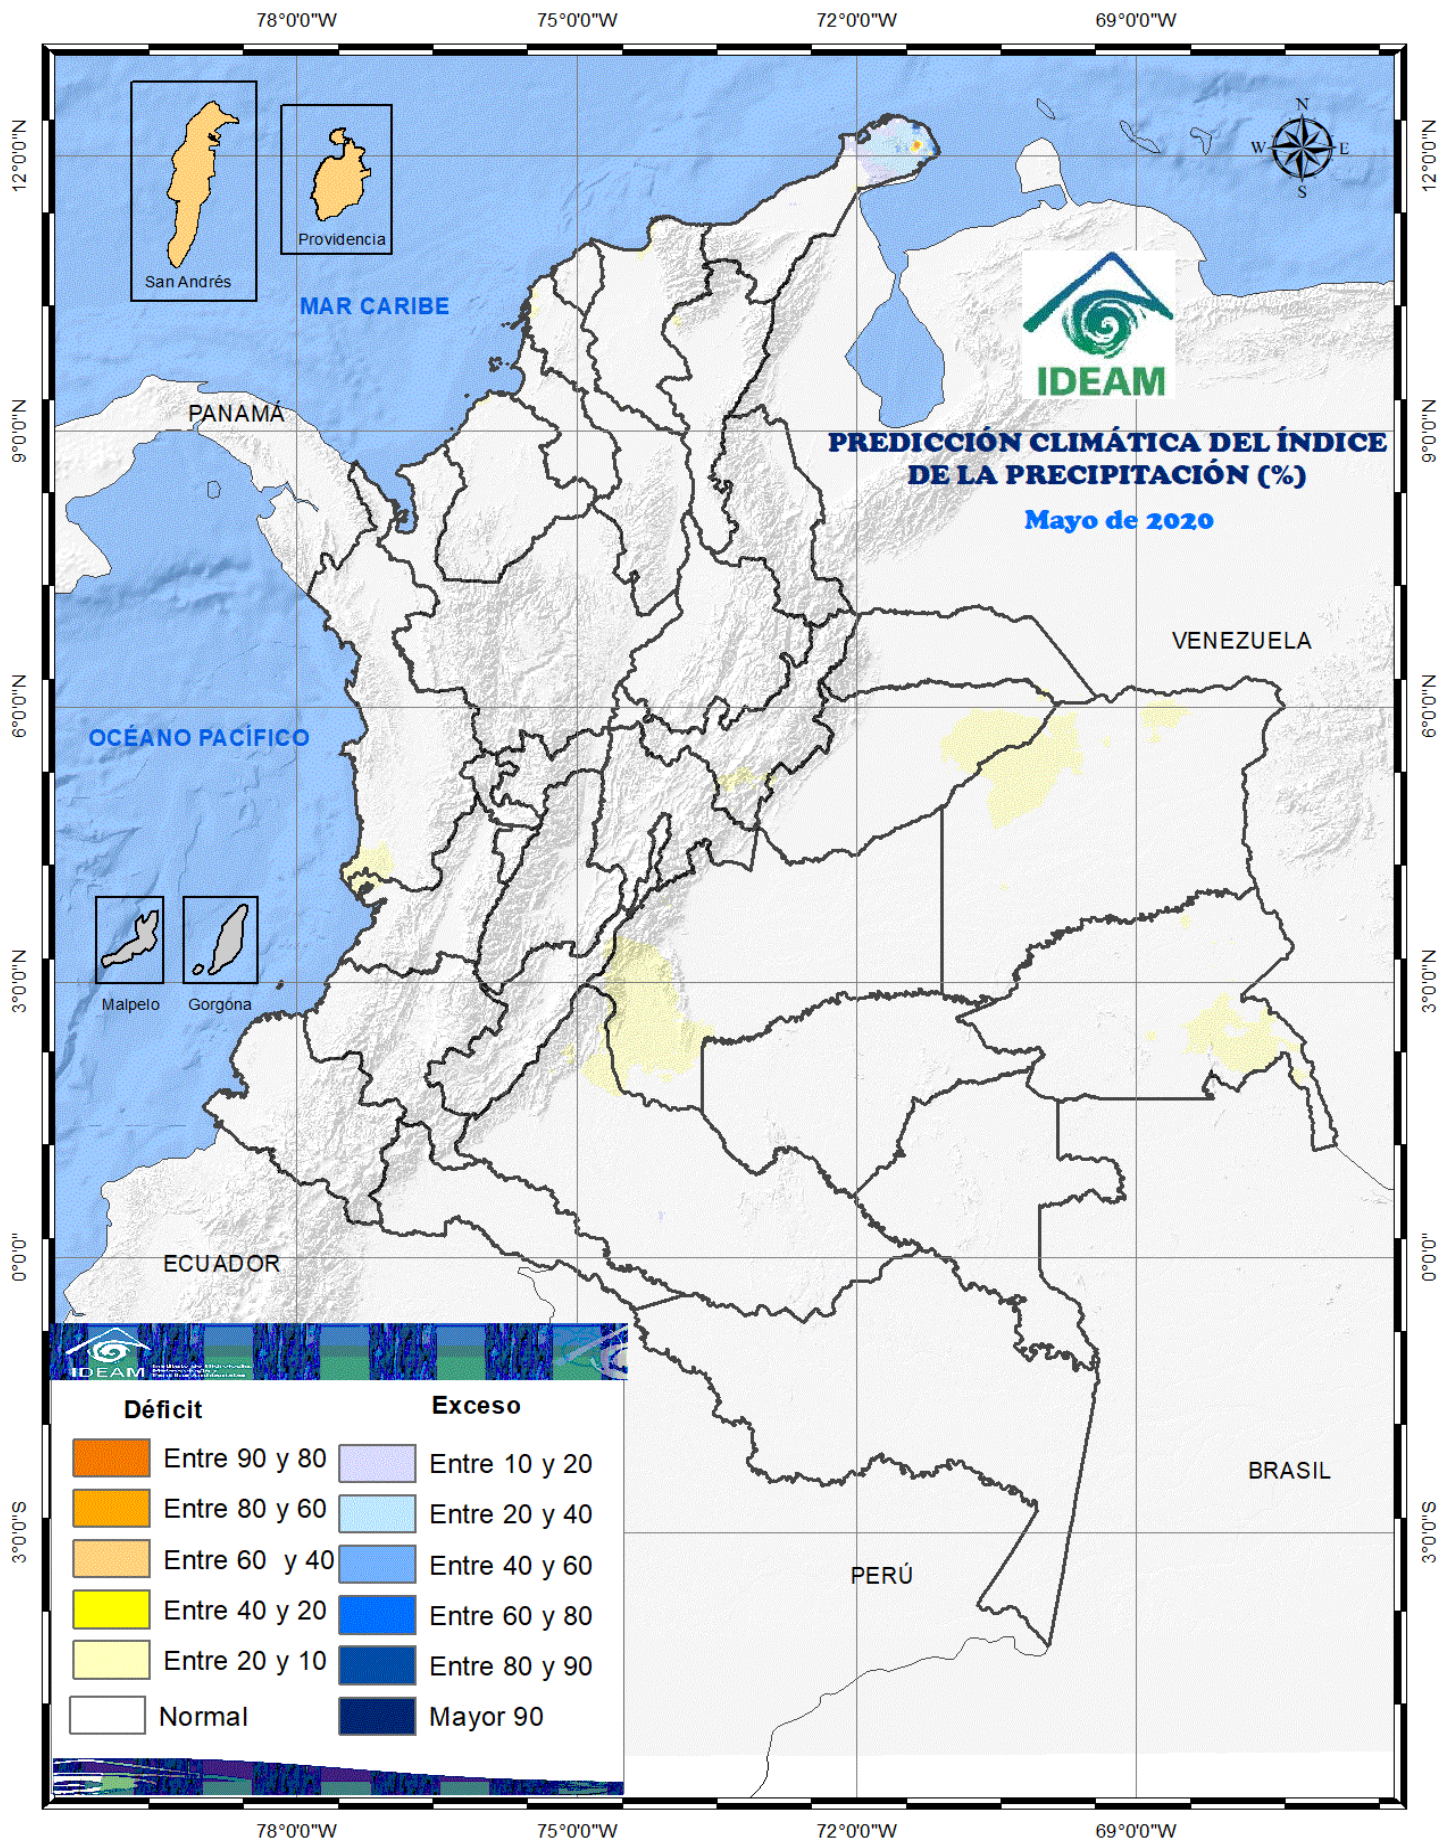 78°0'0"W
75°0'0"W
72°0'0"W
69°0'0"W
12°0'0"N
12°0'0"N
N
W
E
S
Providencia
San Andrés
MAR CARIBE
IDEAM
PANAMÁ
9°0'0"N
9°0'0"N
PREDICCIÓN CLIMÁTICA DEL ÍNDICE
DE LA PRECIPITACIÓN (%)
Mayo de 2020
VENEZUELA
6°0'0"N
6°0'0"N
OCÉANO PACÍFICO
3°0'0"N
3°0'0"N
Malpelo
Gorgona
ECUADOR
0°0'0"
0°0'0"
IDEAM
Déficit
Exceso
Entre 90 y 80
Entre 10 y 20
Entre 80 y 60
Entre 20 y 40
Entre 60 y 40
Entre 40 y 60
Entre 40 y 20
Entre 60 y 80
Entre 20 y 10
Entre 80 y 90
Normal
Mayor 90
BRASIL
PERÚ
3°0'0"S
3°0'0"S
78°0'0"W
75°0'0"W
72°0'0"W
69°0'0"W